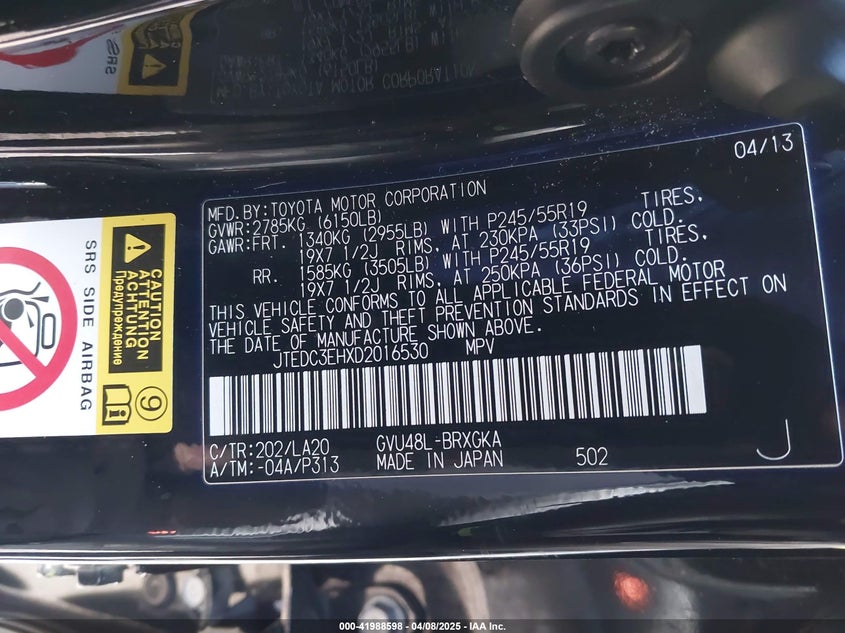 04/13
MFD.BY:TOYOTA MOTOR CORPORATION
GVWR:2785KG (6150LB)
GAWR:FRT. 1340KG (2955LB) WITH P245/55R19 TIRES,
19X7 1/2J RIMS, AT 230KPA (33PSI) COLD.
RR. 1585KG (3505LB) WITH P245/55R19 TIRES,
19X7 1/2J RIMS, AT 250KPA (36PSI) COLD.
THIS VEHICLE CONFORMS TO ALL APPLICABLE FEDERAL MOTOR
VEHICLE SAFETY AND THEFT PREVENTION STANDARDS IN EFFECT ON
THE DATE OF MANUFACTURE SHOWN ABOVE.
JTEDC3EHXD2016530 MPV
C/TR:202/LA20 GVU48L-BRXGKA
A/TM:-04A/P313 MADE IN JAPAN 502
J
CAUTION
ATTENTION
ACHTUNG
Предупреждение
SRS SIDE AIRBAG
9
000-41988598 - 04/08/2025 - IAA Inc.